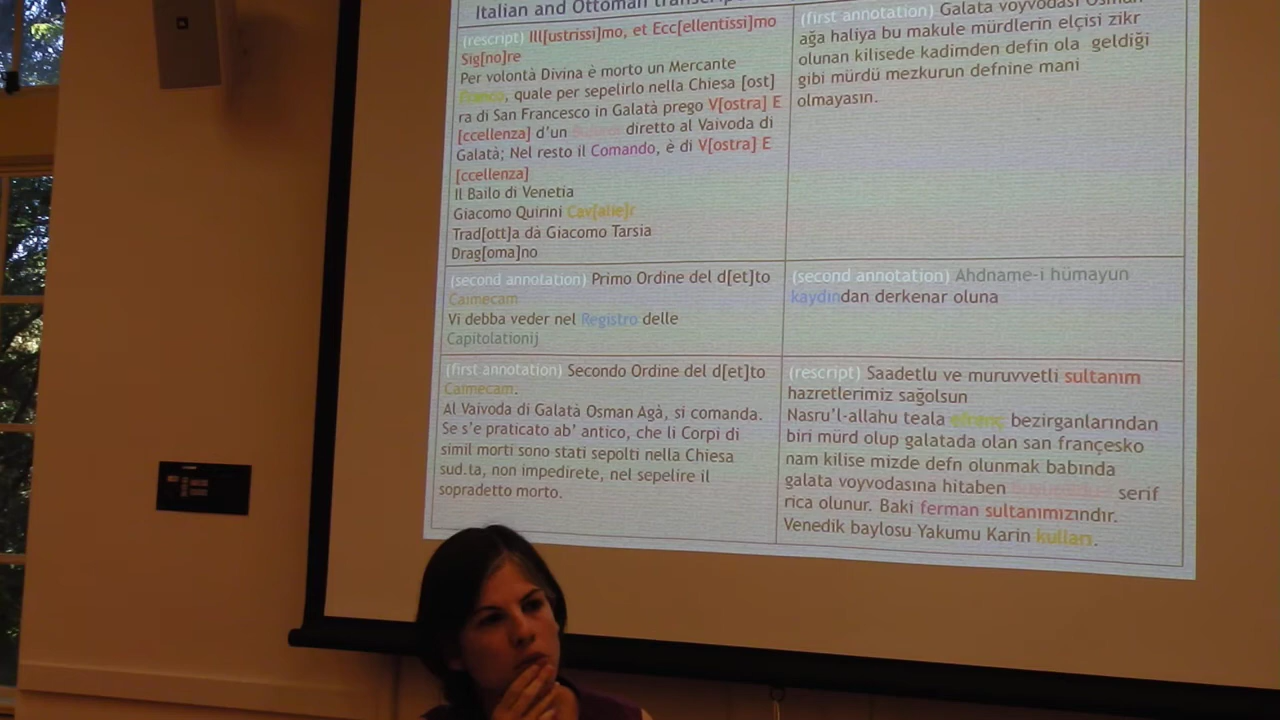 Italian and Ottoman
(rescript) Ill[ustrissi]mo, et Ecc[ellentissi]mo
Sig[no]re
Per volontà Divina è morto un Mercante
Franco, quale per sepelirlo nella Chiesa [ost]
ra di San Francesco in Galatà prego V[ostra] E
[ccellenza] d'un diretto al Vaivoda di
Galatà; Nel resto il Comando, è di V[ostra] E
[ccellenza]
Il Bailo di Venetia
Giacomo Quirini Cav[alie]r
Trad[ott]a da Giacomo Tarsia
Drag[oma]no
(first annotation) Galata voyvodası Osman
ağa haliya bu makule mürdlerin elçisi zikr
olunan kilisede kadimden defin ola geldiği
gibi mürdü mezkurun defnine mani
olmayasın.
(second annotation) Primo Ordine del d[et]to
Caimecam
Vi debba veder nel Registro delle
Capitolationij
(second annotation) Ahdname-i hümayun
kaydından derkenar oluna
(first annotation) Secondo Ordine del d[et]to
Caimecam.
Al Vaivoda di Galatà Osman Agà, si comanda.
Se s'e praticato ab' antico, che li Corpi di
simil morti sono stati sepolti nella Chiesa
sud.ta, non impedirete, nel sepelire il
sopradetto morto.
(rescript) Saadetlu ve muruvvetli sultanım
hazretlerimiz sağolsun
Nasru'l-allahu teala bezirganlarından
biri mürd olup galatada olan san françesko
nam kilise mizde defn olunmak babında
galata voyvodasına hitaben serif
rica olunur. Baki ferman sultanımızındır.
Venedik baylosu Yakumu Karin kulları.